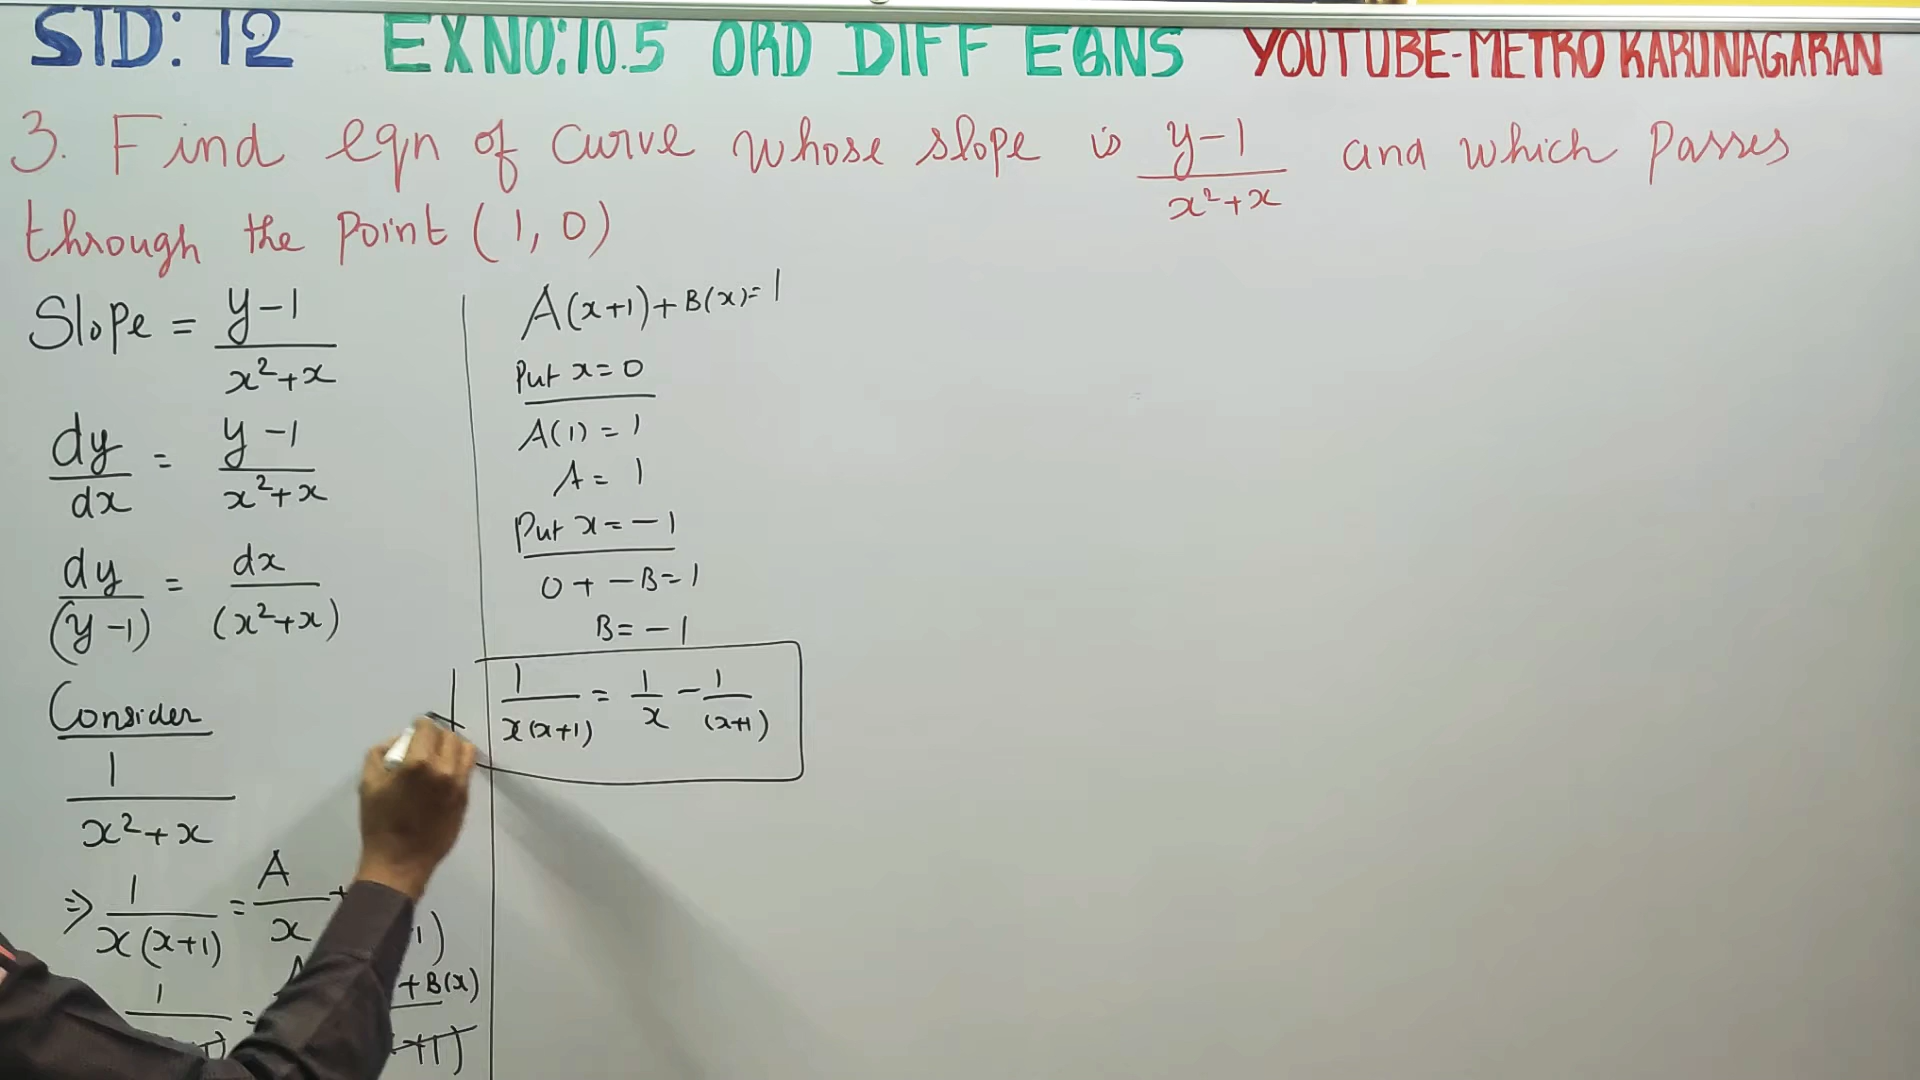 STD: 12 EX NO:10.5 ORD DIFF EQNS YOUTUBE-METRO KARUNAGARAN
3. Find eqn of curve whose slope is (y-1)/(x²+x) and which passes
through the point (1, 0)
Slope = (y-1)/(x²+x)
dy/dx = (y-1)/(x²+x)
dy/(y-1) = dx/(x²+x)
Consider
1/(x²+x)
⇒ 1/(x(x+1)) = A/x +
+B(x)
A(x+1)+B(x)=1
Put x=0
A(1) = 1
A = 1
Put x=-1
0+-B=1
B=-1
1/(x(x+1)) = 1/x - 1/(x+1)